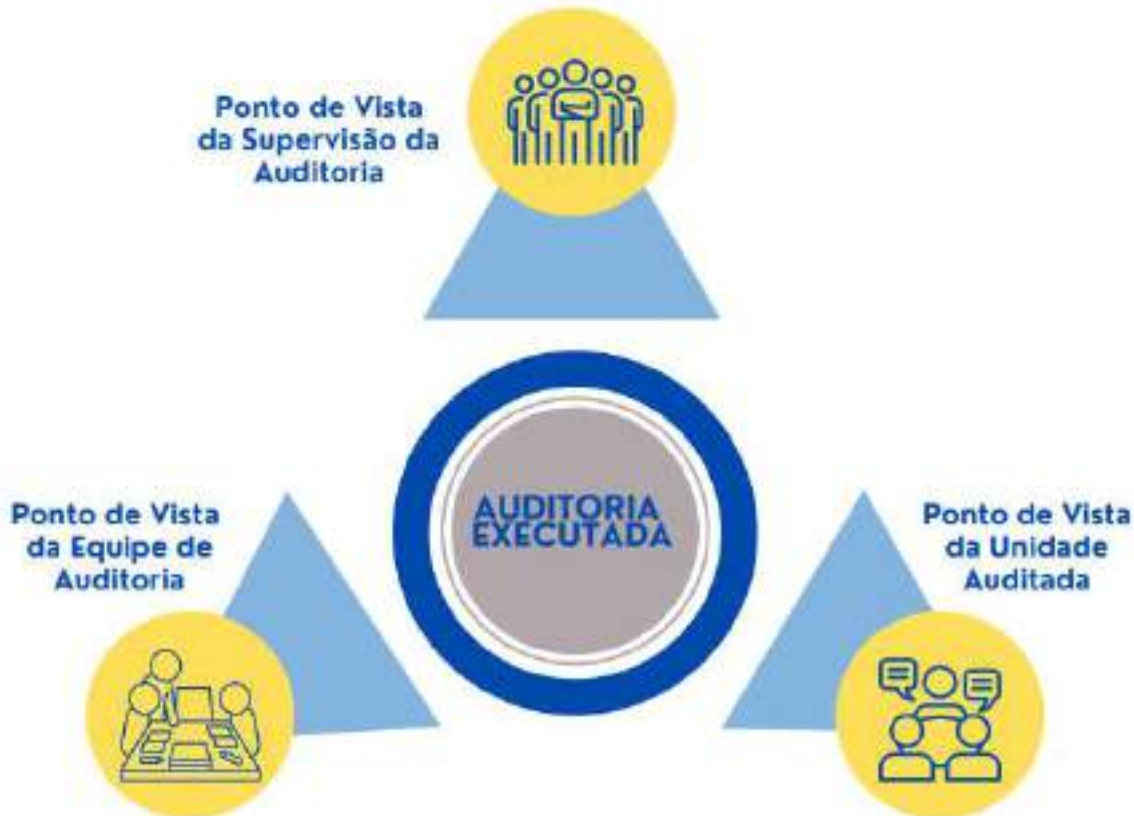 Ponto de Vista
da Supervisão da
Auditoria
AUDITORIA
EXECUTADA
Ponto de Vista
da Equipe de
Auditoria
Ponto de Vista
da Unidade
Auditada